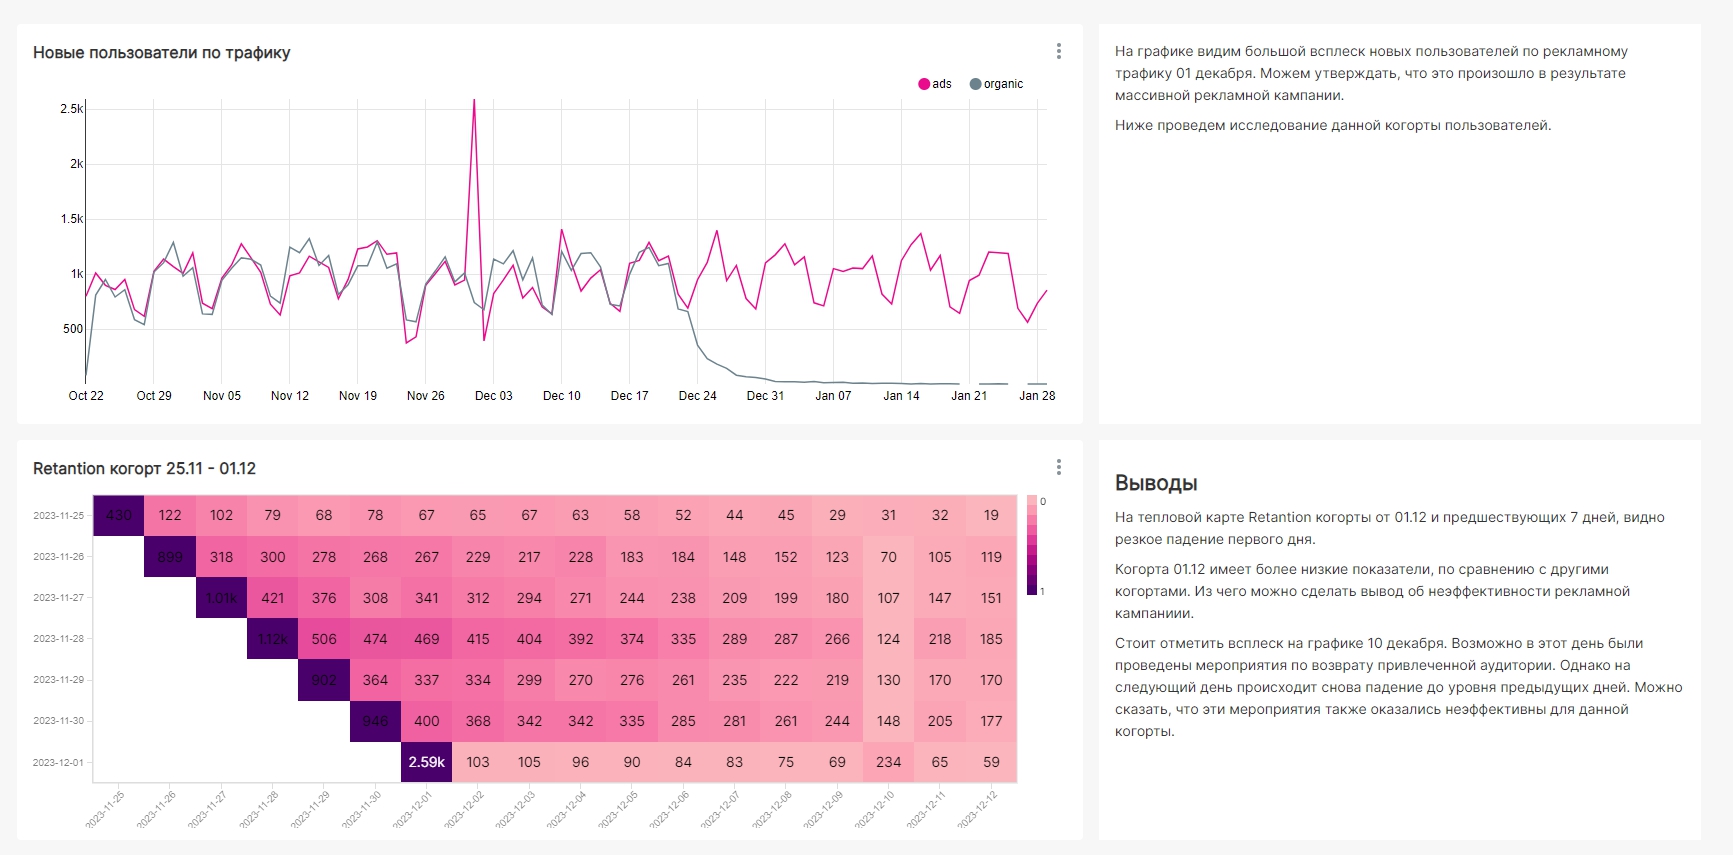 Новые пользователи по трафику
ads organic
2.5k
2k
1.5k
1k
500
Oct 22 Oct 29 Nov 05 Nov 12 Nov 19 Nov 26 Dec 03 Dec 10 Dec 17 Dec 24 Dec 31 Jan 07 Jan 14 Jan 21 Jan 28
На графике видим большой всплеск новых пользователей по рекламному
трафику 01 декабря. Можем утверждать, что это произошло в результате
массивной рекламной кампании.
Ниже проведем исследование данной когорты пользователей.
Retantion когорт 25.11 - 01.12
2023-11-25 430 122 102 79 68 78 67 65 67 63 58 52 44 45 29 31 32 19
2023-11-26 899 318 300 278 268 267 229 217 228 183 184 148 152 123 70 105 119
2023-11-27 1.01k 421 376 308 341 312 294 271 244 238 209 199 180 107 147 151
2023-11-28 1.12k 506 474 469 415 404 392 374 335 289 287 266 124 218 185
2023-11-29 902 364 337 334 299 270 276 261 235 222 219 130 170 170
2023-11-30 946 400 368 342 342 335 285 281 261 244 148 205 177
2023-12-01 2.59k 103 105 96 90 84 83 75 69 234 65 59
2023-11-25 2023-11-26 2023-11-27 2023-11-28 2023-11-29 2023-11-30 2023-12-01 2023-12-02 2023-12-03 2023-12-04 2023-12-05 2023-12-06 2023-12-07 2023-12-08 2023-12-09 2023-12-10 2023-12-11 2023-12-12
0
1
Выводы
На тепловой карте Retantion когорты от 01.12 и предшествующих 7 дней, видно
резкое падение первого дня.
Когорта 01.12 имеет более низкие показатели, по сравнению с другими
когортами. Из чего можно сделать вывод об неэффективности рекламной
кампаниии.
Стоит отметить всплеск на графике 10 декабря. Возможно в этот день были
проведены мероприятия по возврату привлеченной аудитории. Однако на
следующий день происходит снова падение до уровня предыдущих дней. Можно
сказать, что эти мероприятия также оказались неэффективны для данной
когорты.